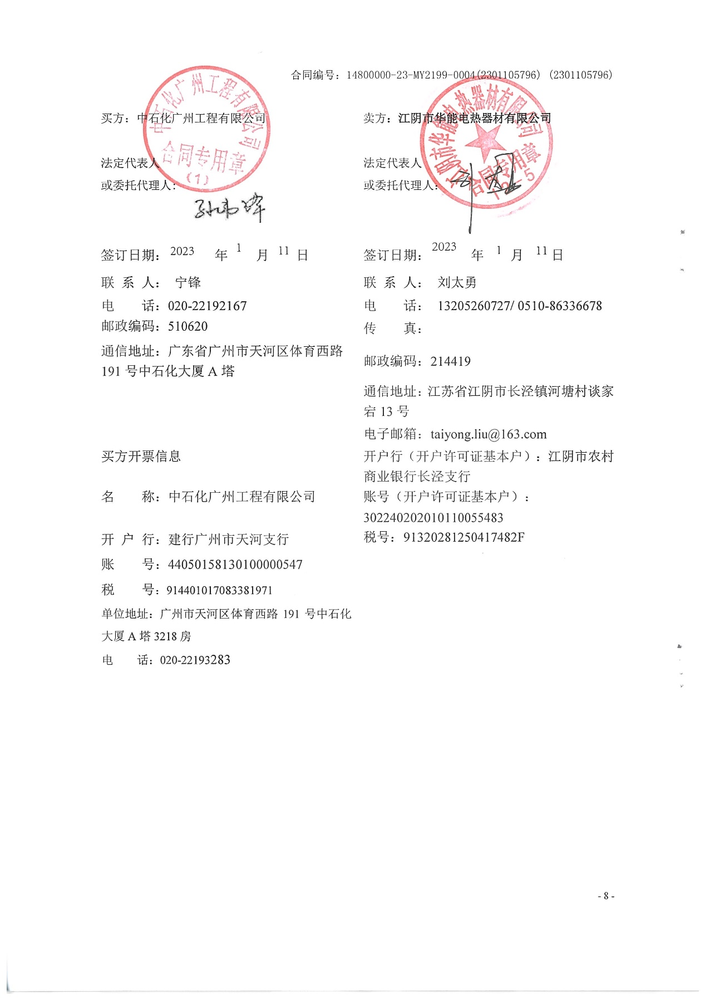 合同编号：14800000-23-MY2199-0004(2301105796) (2301105796)
中石化广州工程有限公司
合同专用章
(1)
买方：中石化广州工程有限公司
法定代表人
或委托代理人：
签订日期： 2023 年 1 月 11 日
联 系 人： 宁锋
电 话：020-22192167
邮政编码：510620
通信地址：广东省广州市天河区体育西路
191 号中石化大厦 A 塔
买方开票信息
名 称：中石化广州工程有限公司
开 户 行：建行广州市天河支行
账 号：44050158130100000547
税 号：914401017083381971
单位地址：广州市天河区体育西路 191 号中石化
大厦 A 塔 3218 房
电 话：020-22193283
江阴市华能电热器材有限公司
合同专用章
卖方：江阴市华能电热器材有限公司
法定代表人
或委托代理人：
签订日期： 2023 年 1 月 11 日
联 系 人： 刘太勇
电 话： 13205260727/ 0510-86336678
传 真：
邮政编码：214419
通信地址：江苏省江阴市长泾镇河塘村谈家
宕 13 号
电子邮箱：taiyong.liu@163.com
开户行（开户许可证基本户）：江阴市农村
商业银行长泾支行
账号（开户许可证基本户）：
302240202010110055483
税号：91320281250417482F
- 8 -